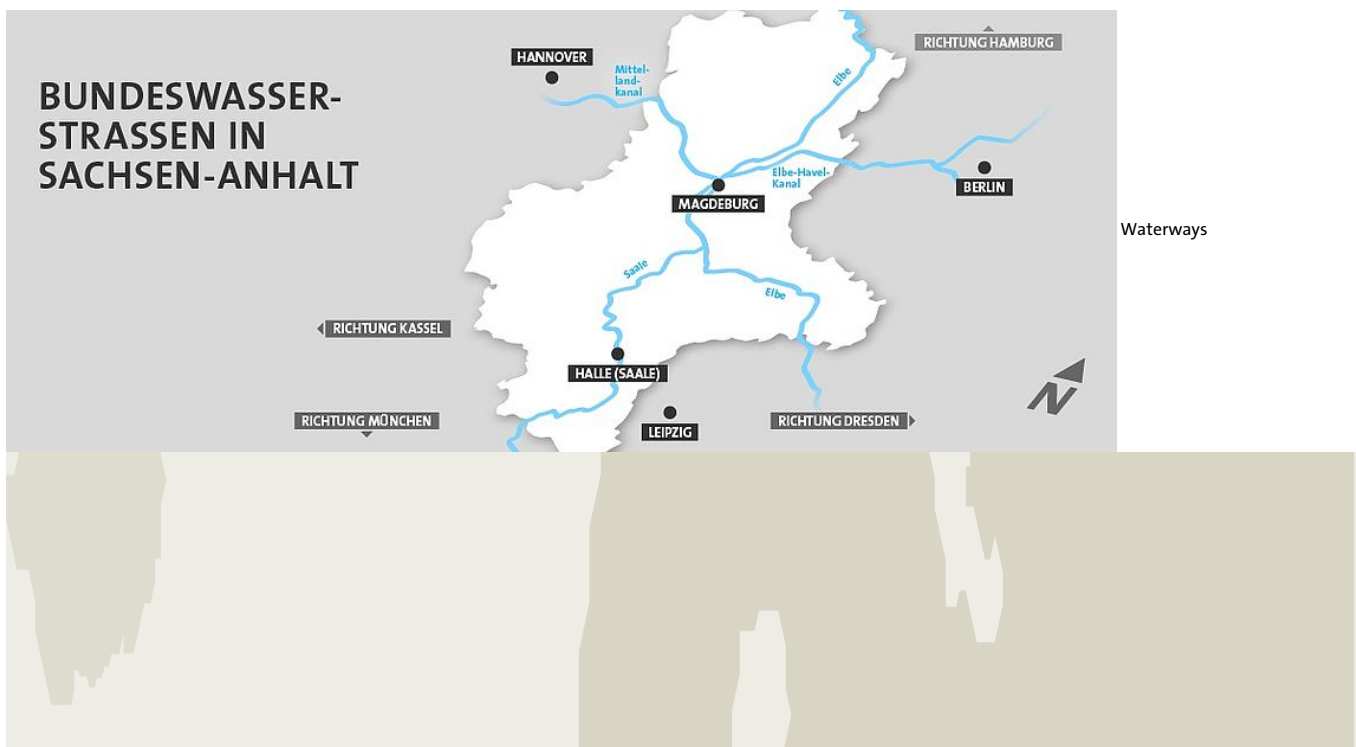 BUNDESWASSER-
STRASSEN IN
SACHSEN-ANHALT
HANNOVER
Mittel-
land-
kanal
Elbe
RICHTUNG HAMBURG
Elbe-Havel-
Kanal
BERLIN
MAGDEBURG
Waterways
Saale
Elbe
RICHTUNG KASSEL
HALLE (SAALE)
RICHTUNG MÜNCHEN
LEIPZIG
RICHTUNG DRESDEN
N